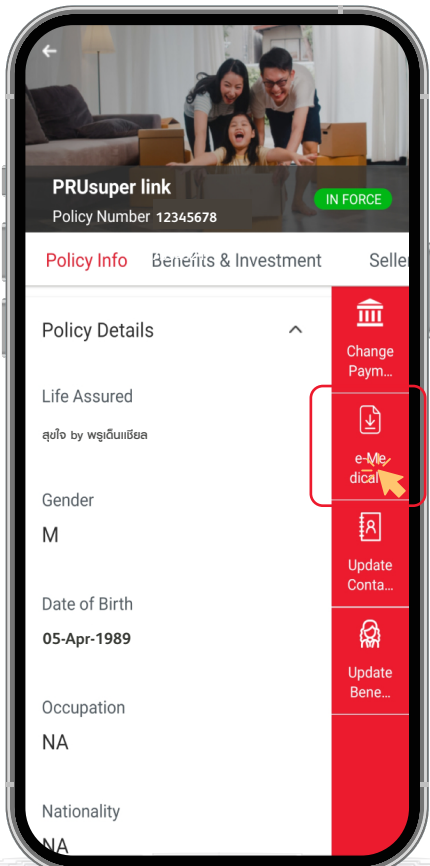 PRUsuper link
Policy Number 12345678
IN FORCE
Policy Info Benefits & Investment Seller
Policy Details
Life Assured
สุขใจ by พรูเด็นเชียล
Gender
M
Date of Birth
05-Apr-1989
Occupation
NA
Nationality
NA
Change
Paym...
e-Me
dical
Update
Conta...
Update
Bene...